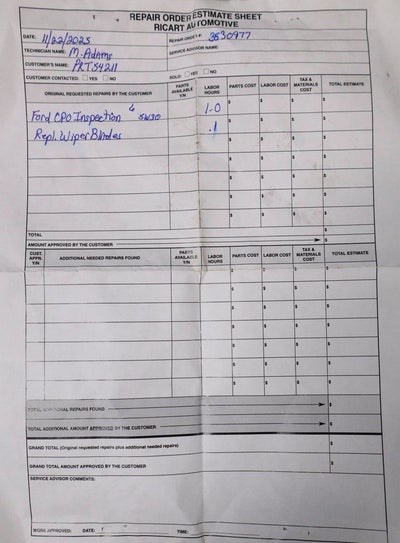 REPAIR ORDER/ESTIMATE SHEET
RICART AUTOMOTIVE
DATE: 11/22/2025 REPAIR ORDER #: 3530977
TECHNICIAN NAME: M. Adams SERVICE ADVISOR NAME:
CUSTOMER'S NAME: PRT54211
CUSTOMER CONTACTED: YES NO SOLD: YES NO
ORIGINAL REQUESTED REPAIRS BY THE CUSTOMER PARTS AVAILABLE Y/N LABOR HOURS PARTS COST LABOR COST TAX & MATERIALS COST TOTAL ESTIMATE
Ford CPO Inspection 6 5W30 1.0 $ $ $ $
Repl. Wiper Blades .1 $ $ $ $
$ $ $ $
$ $ $ $
$ $ $ $
$ $ $ $
$ $ $ $
TOTAL
AMOUNT APPROVED BY THE CUSTOMER $
CUST. APPR. Y/N ADDITIONAL NEEDED REPAIRS FOUND PARTS AVAILABLE Y/N LABOR HOURS PARTS COST LABOR COST TAX & MATERIALS COST TOTAL ESTIMATE
$ $ $ $
$ $ $ $
$ $ $ $
$ $ $ $
$ $ $ $
$ $ $ $
$ $ $ $
TOTAL ADDITIONAL REPAIRS FOUND $
TOTAL ADDITIONAL AMOUNT APPROVED BY THE CUSTOMER $
GRAND TOTAL (Original requested repairs plus additional needed repairs) $
GRAND TOTAL AMOUNT APPROVED BY THE CUSTOMER $
SERVICE ADVISOR COMMENTS:
WORK APPROVED: DATE: TIME: